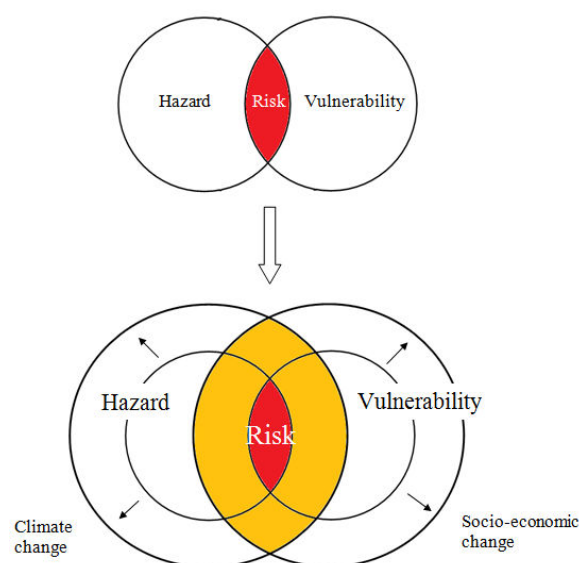 Hazard Risk Vulnerability
Hazard Vulnerability
Risk
Climate
change
Socio-economic
change